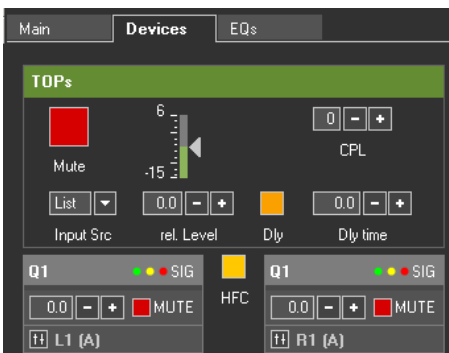 Main Devices EQs
TOPs
6
-15
Mute
0 - +
CPL
List 0.0 - + 0.0 - +
Input Src rel. Level Dly Dly time
Q1 SIG Q1 SIG
0.0 - + MUTE HFC 0.0 - + MUTE
L1 (A) R1 (A)